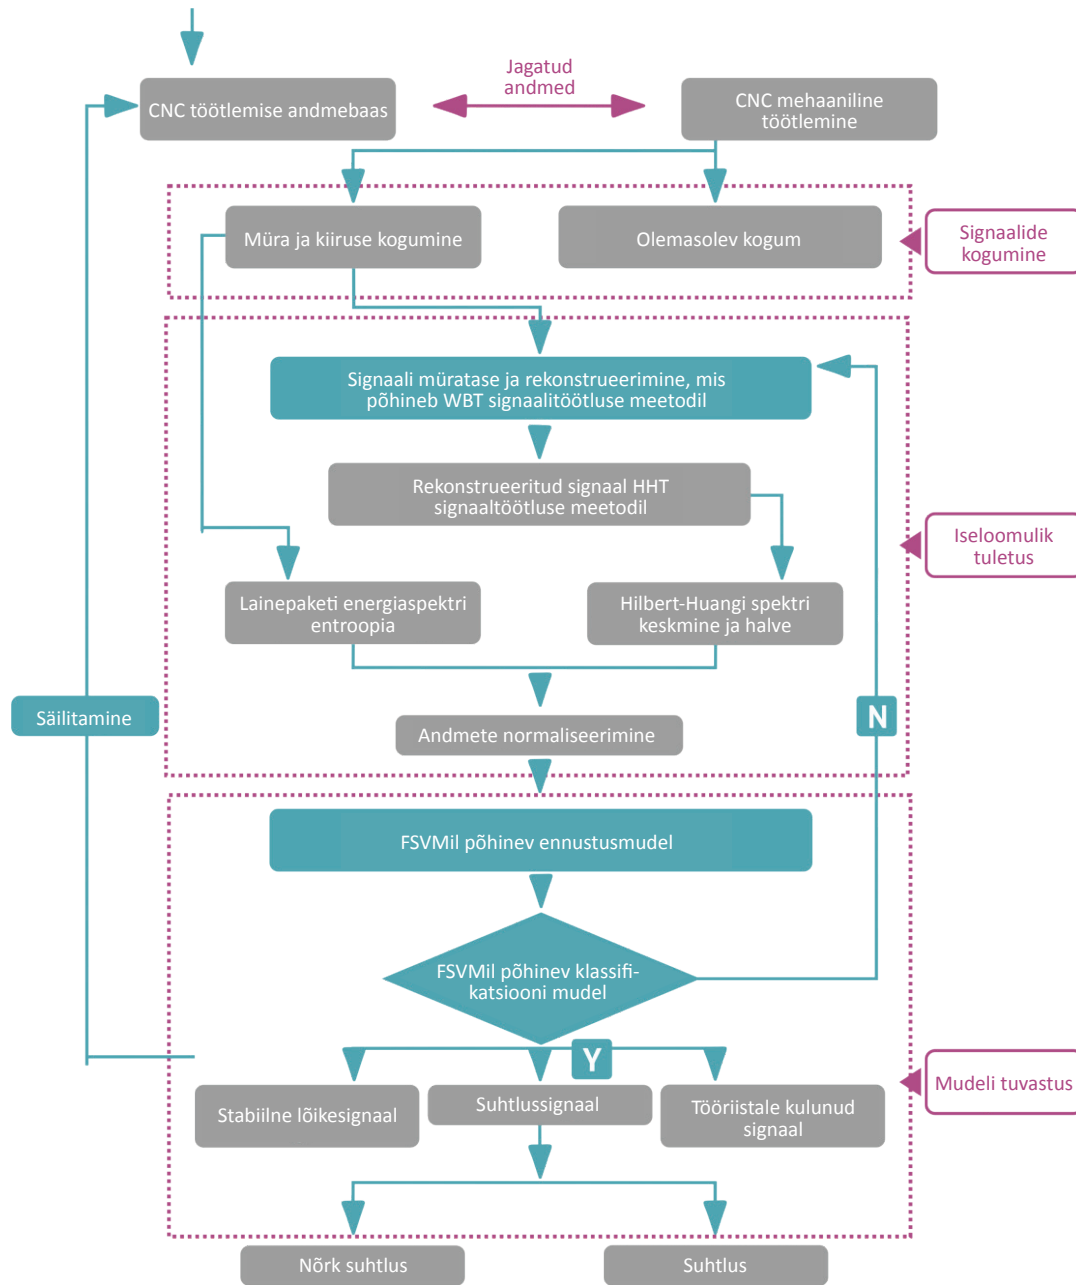 Jagatud
andmed
CNC töötlemise andmebaas
CNC mehaaniline
töötlemine
Müra ja kiiruse kogumine
Olemasolev kogum
Signaalide
kogumine
Signaali müratase ja rekonstrueerimine, mis
põhineb WBT signaalitöötluse meetodil
Rekonstrueeritud signaal HHT
signaaltöötluse meetodil
Iseloomulik
tuletus
Lainepaketi energiaspektri
entroopia
Hilbert-Huangi spektri
keskmine ja halve
Säilitamine
N
Andmete normaliseerimine
FSVMil põhinev ennustusmudel
FSVMil põhinev klassifi-
katsiooni mudel
Y
Stabiilne lõikesignaal
Suhtlussignaal
Tööriistale kulunud
signaal
Mudeli tuvastus
Nõrk suhtlus
Suhtlus